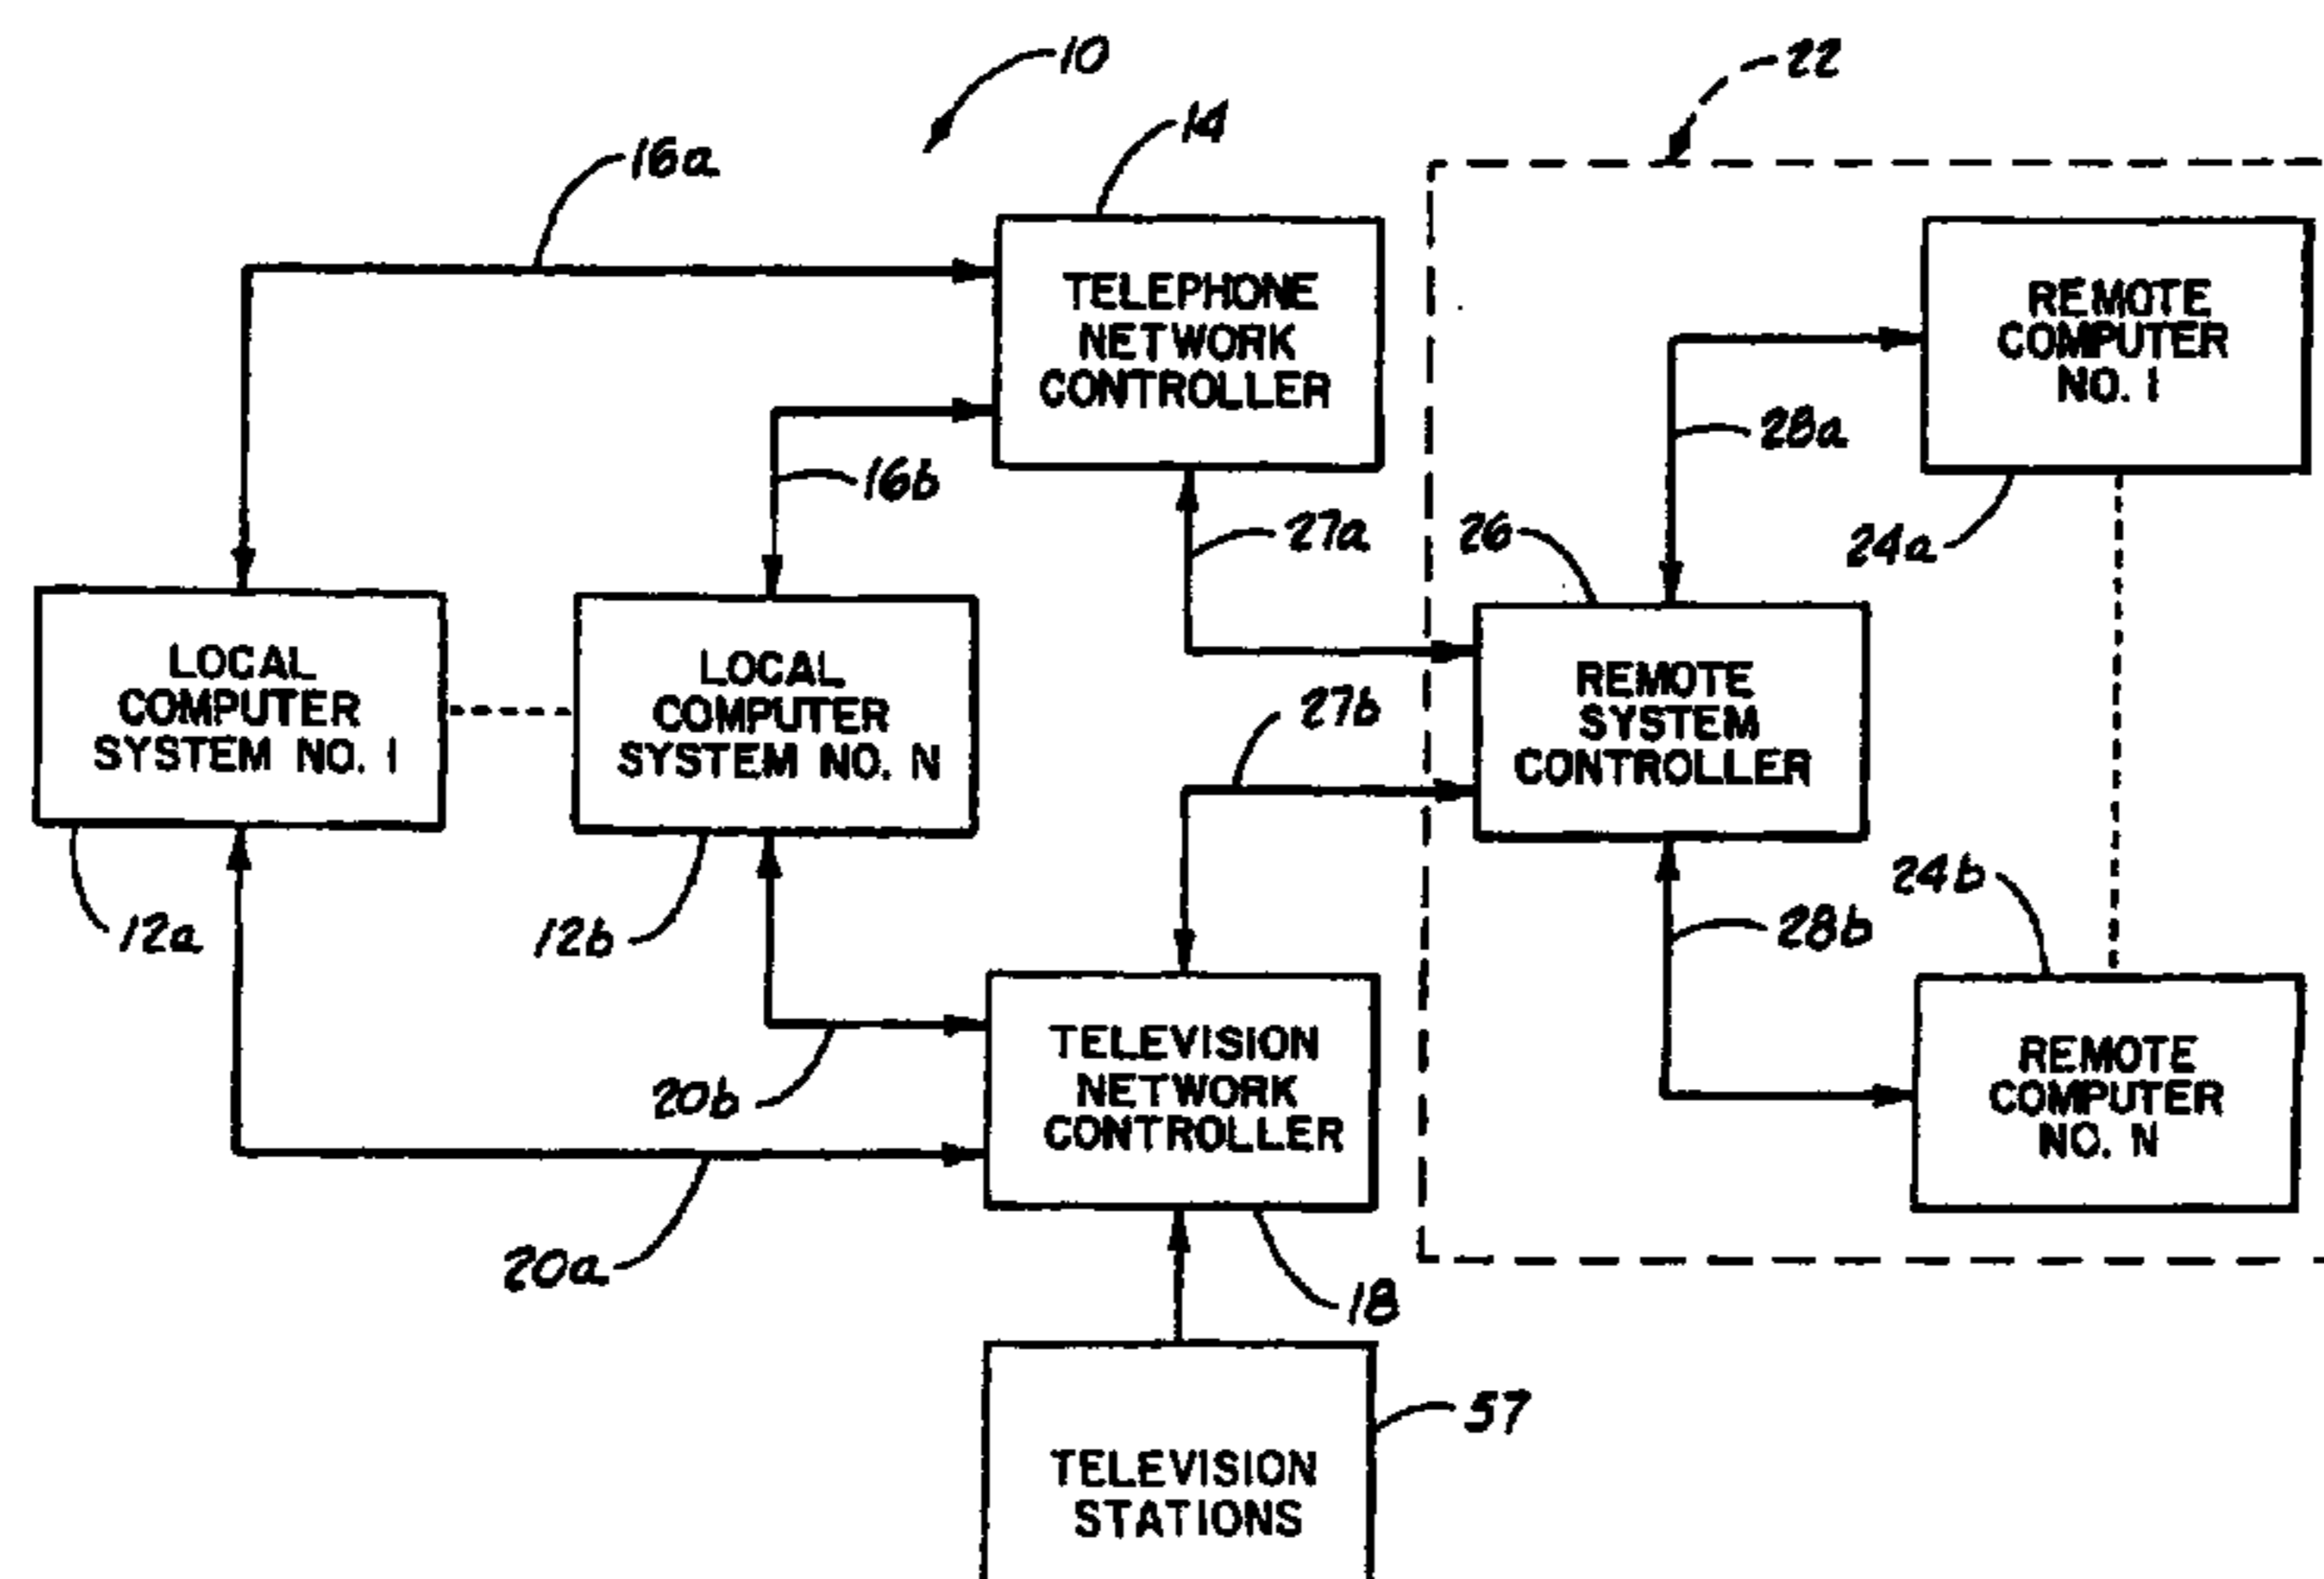 10
22
14
16a
TELEPHONE
NETWORK
CONTROLLER
REMOTE
COMPUTER
NO. 1
28a
16b
27a
26
24a
LOCAL
COMPUTER
SYSTEM NO. 1
LOCAL
COMPUTER
SYSTEM NO. N
REMOTE
SYSTEM
CONTROLLER
27b
24b
12a
12b
28b
TELEVISION
NETWORK
CONTROLLER
REMOTE
COMPUTER
NO. N
20b
20a
18
57
TELEVISION
STATIONS